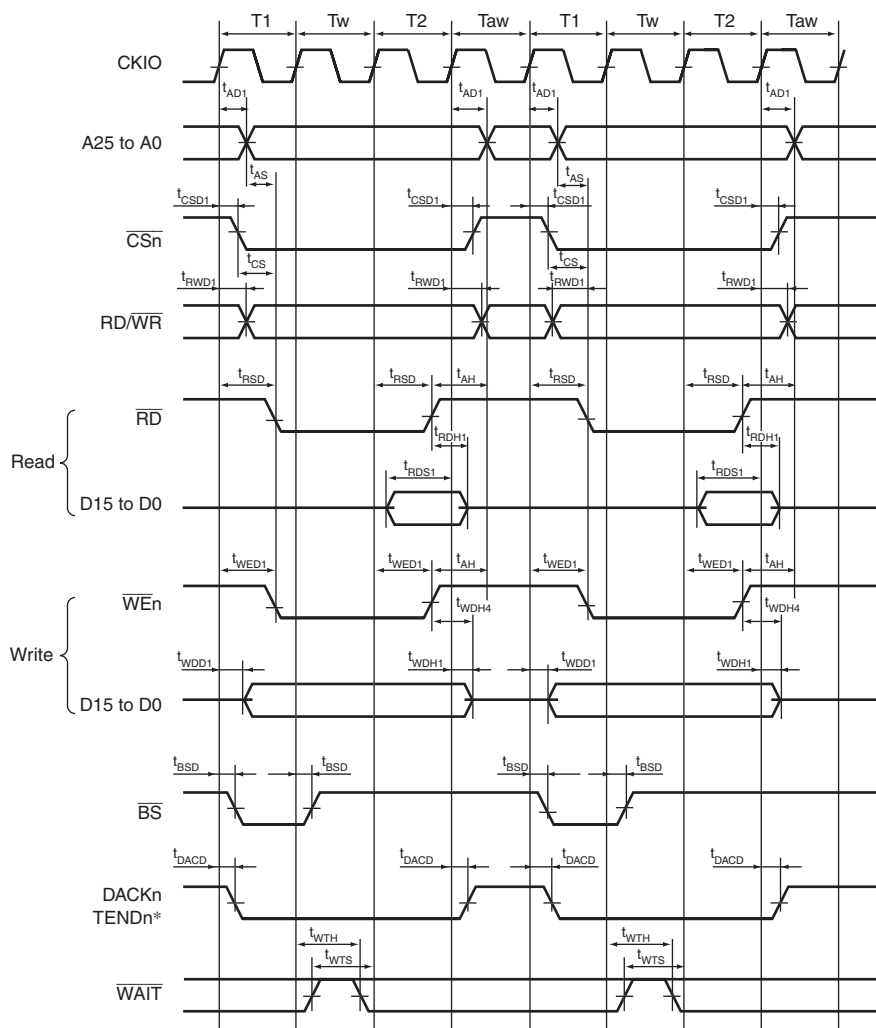 T1 Tw T2 Taw T1 Tw T2 Taw
CKIO
tAD1 tAD1 tAD1 tAD1
A25 to A0
tAS tAS
tCSD1 tCSD1 tCSD1 tCSD1
CSn
tCS tCS
tRWD1 tRWD1 tRWD1 tRWD1
RD/WR
tRSD tRSD tAH tRSD tRSD tAH
RD
tRDH1 tRDH1
Read
tRDS1 tRDS1
D15 to D0
tWED1 tWED1 tAH tWED1 tWED1 tAH
WEn
tWDH4 tWDH4
Write
tWDD1 tWDH1 tWDD1 tWDH1
D15 to D0
tBSD tBSD tBSD tBSD
BS
tDACD tDACD tDACD tDACD
DACKn
TENDn*
tWTH tWTH
tWTS tWTS
WAIT